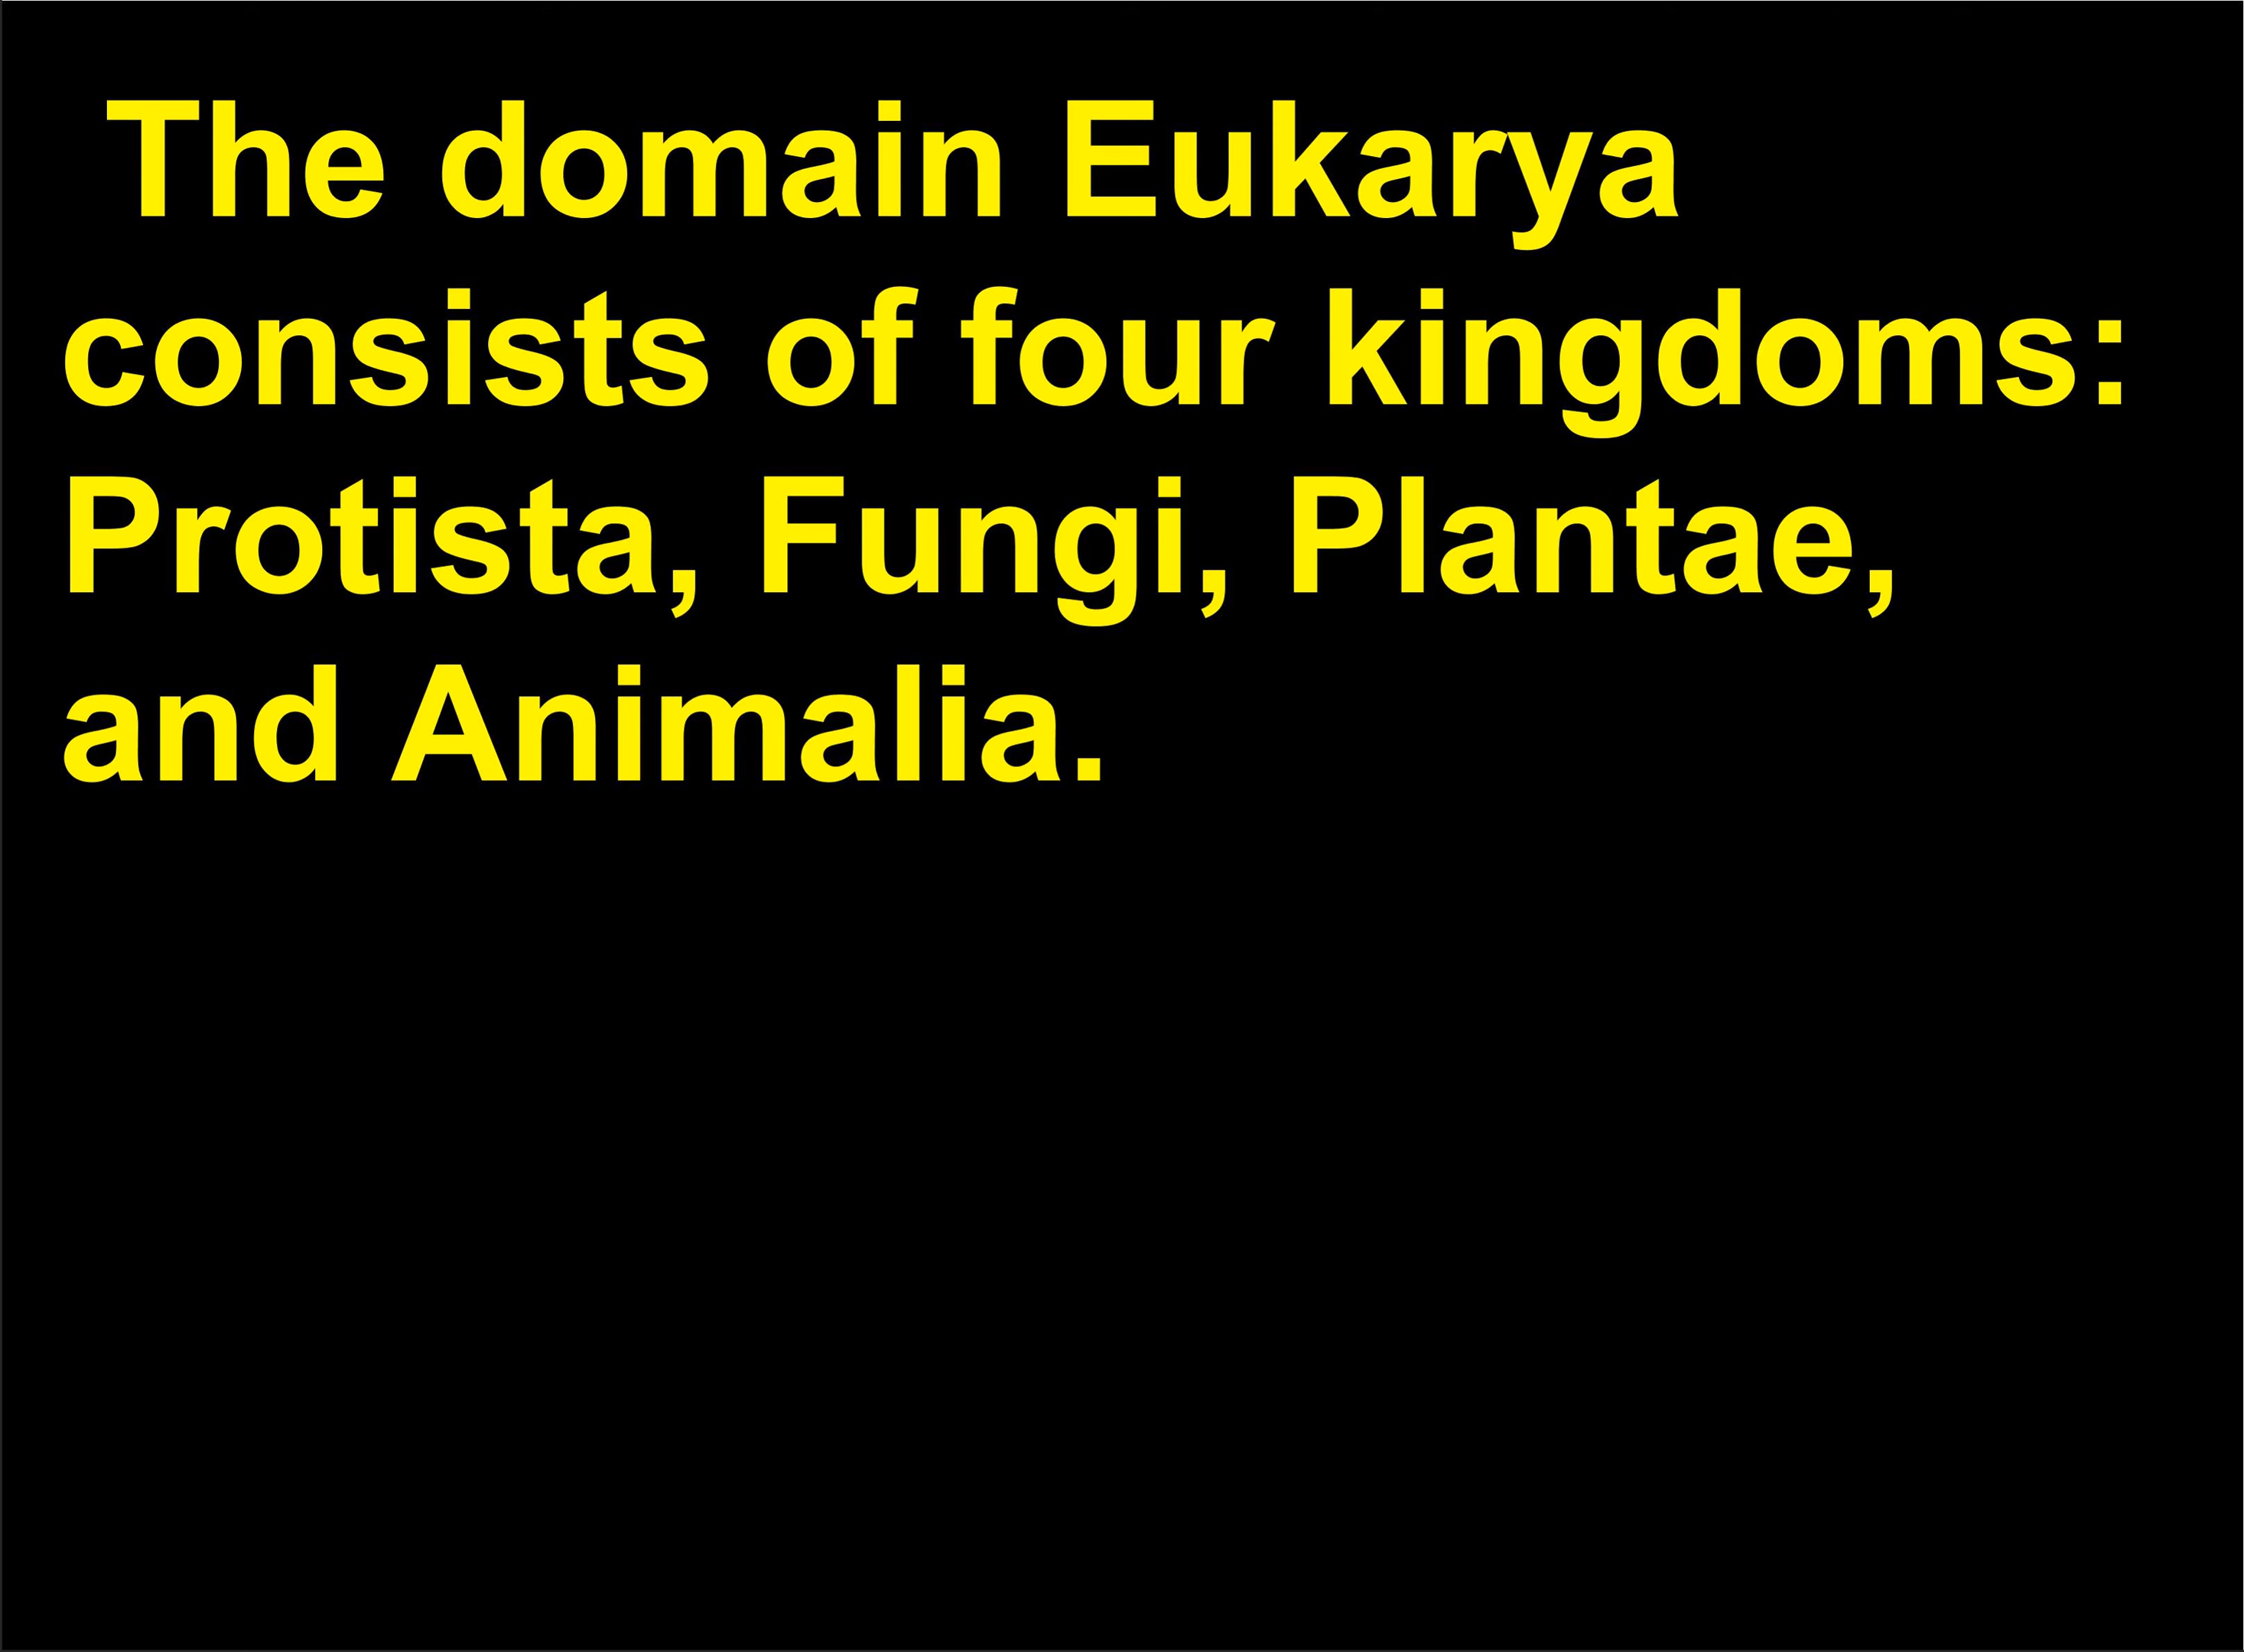 The domain Eukarya
consists of four kingdoms:
Protista, Fungi, Plantae,
and Animalia.